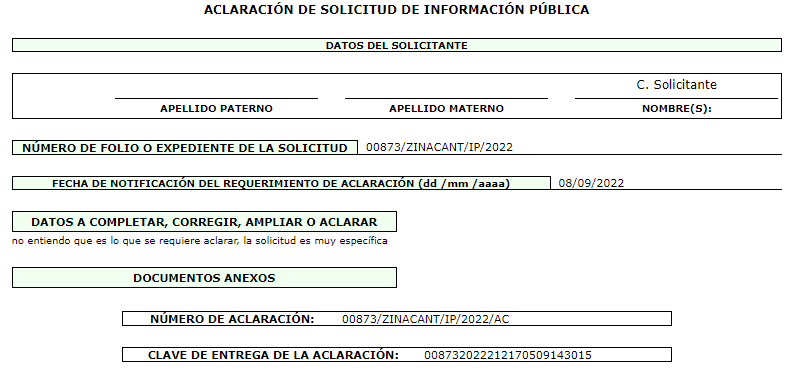 ACLARACIÓN DE SOLICITUD DE INFORMACIÓN PÚBLICA
DATOS DEL SOLICITANTE
C. Solicitante
APELLIDO PATERNO APELLIDO MATERNO NOMBRE(S):
NÚMERO DE FOLIO O EXPEDIENTE DE LA SOLICITUD 00873/ZINACANT/IP/2022
FECHA DE NOTIFICACIÓN DEL REQUERIMIENTO DE ACLARACIÓN (dd /mm /aaaa) 08/09/2022
DATOS A COMPLETAR, CORREGIR, AMPLIAR O ACLARAR
no entiendo que es lo que se requiere aclarar, la solicitud es muy específica
DOCUMENTOS ANEXOS
NÚMERO DE ACLARACIÓN: 00873/ZINACANT/IP/2022/AC
CLAVE DE ENTREGA DE LA ACLARACIÓN: 008732022212170509143015